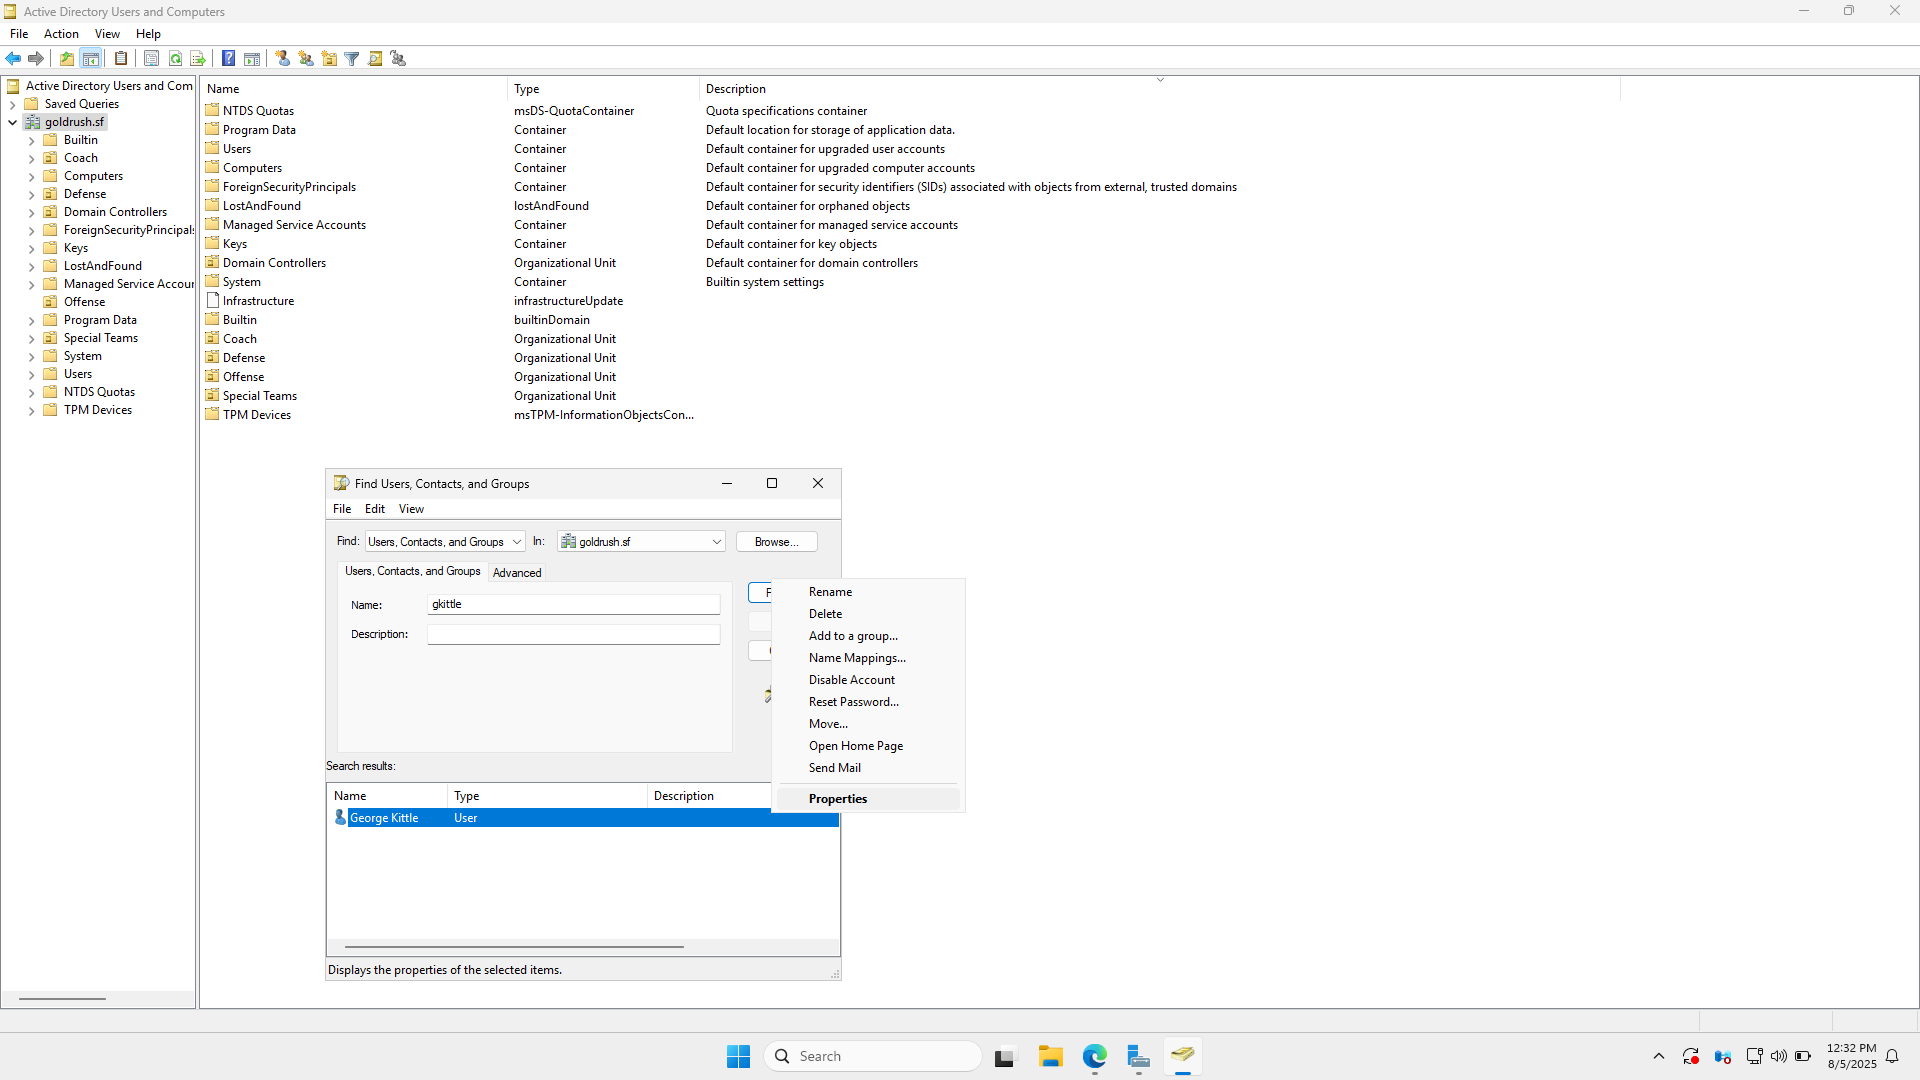 Active Directory Users and Computers
File Action View Help
Active Directory Users and Com
Saved Queries
goldrush.sf
Builtin
Coach
Computers
Defense
Domain Controllers
ForeignSecurityPrincipals
Keys
LostAndFound
Managed Service Accour
Offense
Program Data
Special Teams
System
Users
NTDS Quotas
TPM Devices
Name Type Description
NTDS Quotas msDS-QuotaContainer Quota specifications container
Program Data Container Default location for storage of application data.
Users Container Default container for upgraded user accounts
Computers Container Default container for upgraded computer accounts
ForeignSecurityPrincipals Container Default container for security identifiers (SIDs) associated with objects from external, trusted domains
LostAndFound lostAndFound Default container for orphaned objects
Managed Service Accounts Container Default container for managed service accounts
Keys Container Default container for key objects
Domain Controllers Organizational Unit Default container for domain controllers
System Container Builtin system settings
Infrastructure infrastructureUpdate
Builtin builtinDomain
Coach Organizational Unit
Defense Organizational Unit
Offense Organizational Unit
Special Teams Organizational Unit
TPM Devices msTPM-InformationObjectsCon...
Find Users, Contacts, and Groups
File Edit View
Find: Users, Contacts, and Groups In: goldrush.sf Browse...
Users, Contacts, and Groups Advanced
Name: gkittle
Description:
Rename
Delete
Add to a group...
Name Mappings...
Disable Account
Reset Password...
Move...
Open Home Page
Send Mail
Properties
Search results:
Name Type Description
George Kittle User
Displays the properties of the selected items.
Search
12:32 PM
8/5/2025